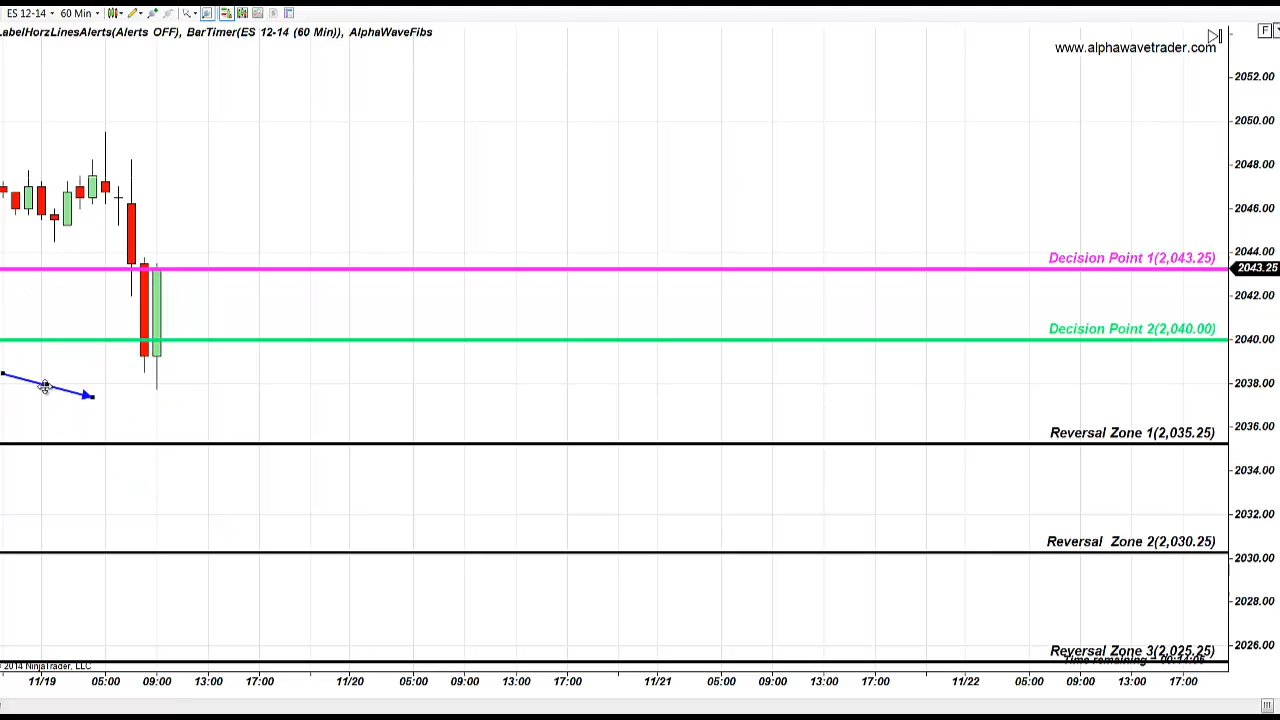 ES 12-14 60 Min
LabelHorzLinesAlerts(Alerts OFF), BarTimer(ES 12-14 (60 Min)), AlphaWaveFibs
F
www.alphawavetrader.com
2052.00
2050.00
2048.00
2046.00
2044.00
Decision Point 1(2,043.25)
2043.25
2042.00
Decision Point 2(2,040.00)
2040.00
2038.00
2036.00
Reversal Zone 1(2,035.25)
2034.00
2032.00
Reversal Zone 2(2,030.25)
2030.00
2028.00
2026.00
Reversal Zone 3(2,025.25)
Time remaining =
2014 NinjaTrader, LLC
11/19 05:00 09:00 13:00 17:00 11/20 05:00 09:00 13:00 17:00 11/21 05:00 09:00 13:00 17:00 11/22 05:00 09:00 13:00 17:00